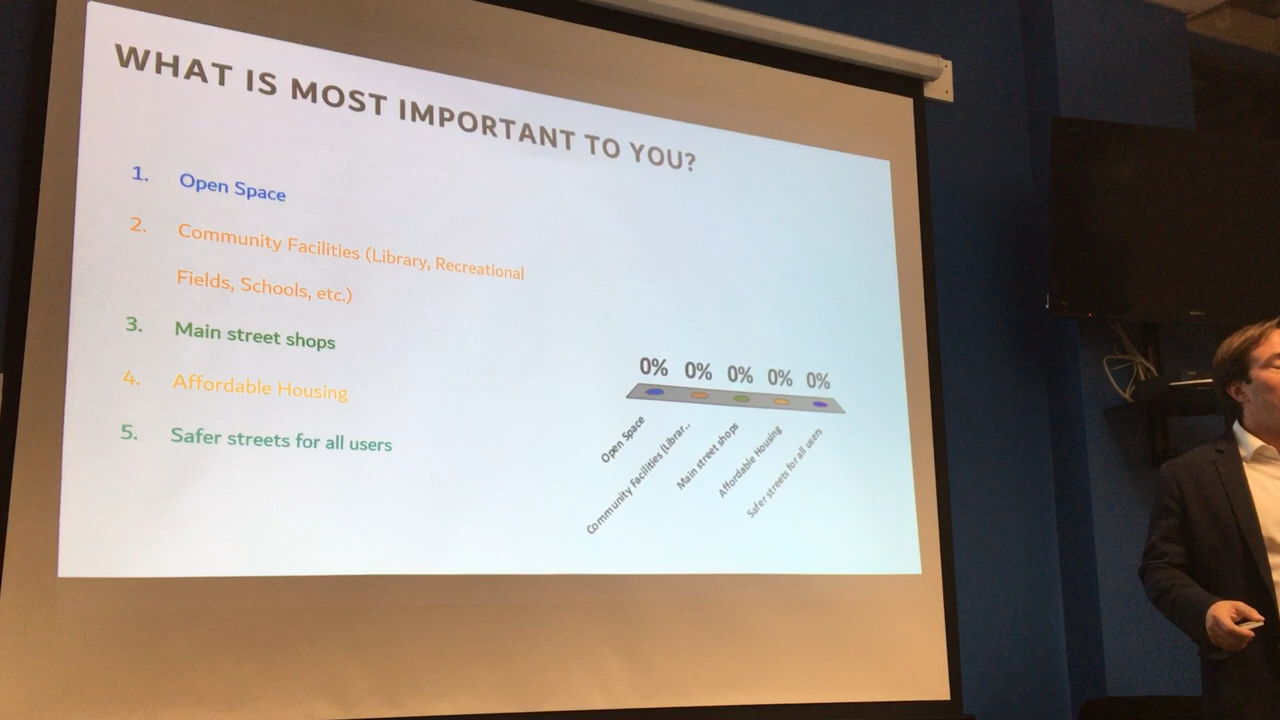 WHAT IS MOST IMPORTANT TO YOU?
1. Open Space
2. Community Facilities (Library, Recreational
Fields, Schools, etc.)
3. Main street shops
4. Affordable Housing
5. Safer streets for all users
0% 0% 0% 0% 0%
Open Space
Community Facilities (Librar..
Main street shops
Affordable Housing
Safer streets for all users